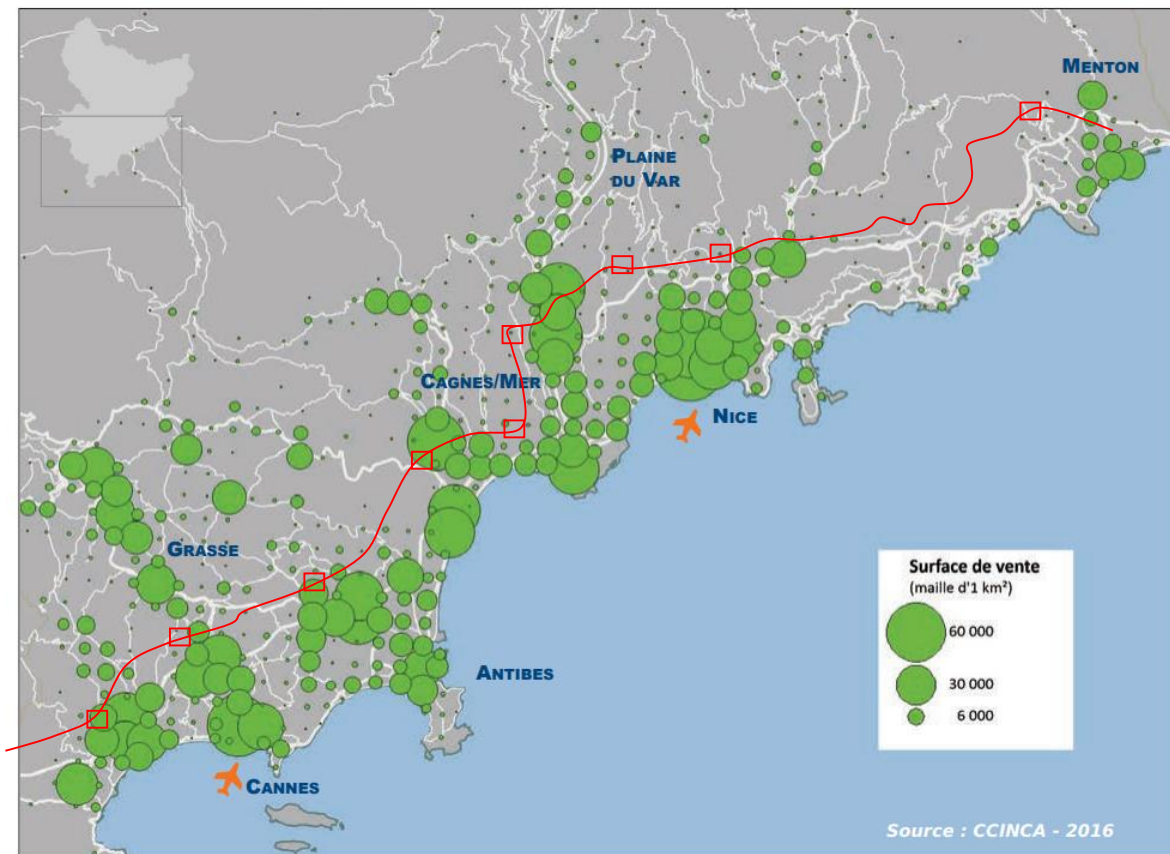 MENTON
PLAINE
DU VAR
CAGNES/MER
NICE
GRASSE
ANTIBES
CANNES
Surface de vente
(maille d'1 km²)
60 000
30 000
6 000
Source : CCINCA - 2016